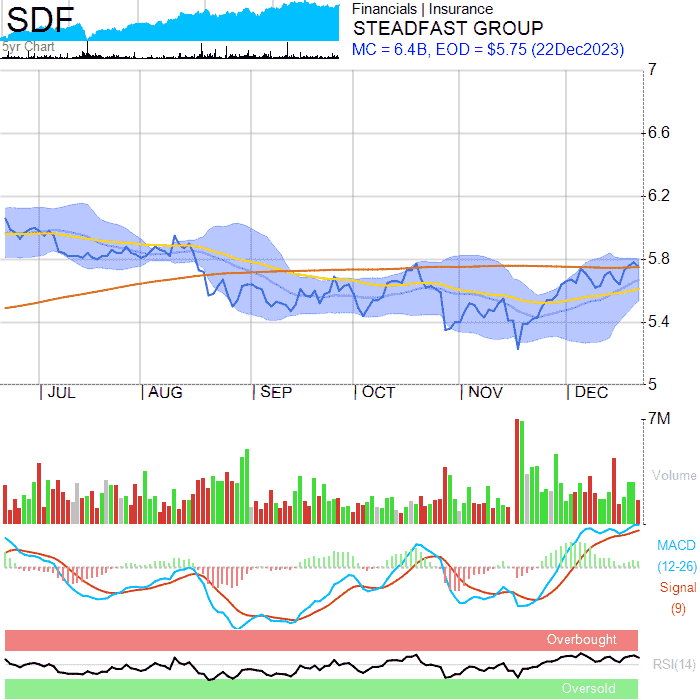 SDF
5yr Chart
Financials | Insurance
STEADFAST GROUP
MC = 6.4B, EOD = $5.75 (22Dec2023)
7
6.6
6.2
5.8
5.4
5
JUL AUG SEP OCT NOV DEC
7M
Volume
MACD
(12-26)
Signal
(9)
Overbought
RSI(14)
Oversold